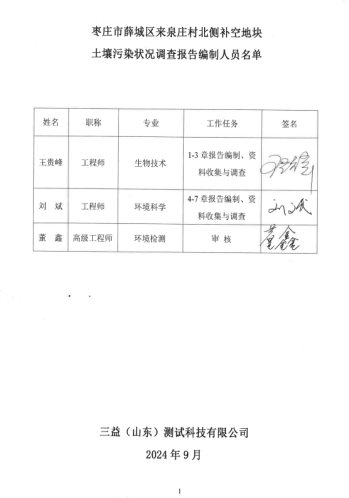 枣庄市薛城区来泉庄村北侧补空地块
土壤污染状况调查报告编制人员名单
姓名 职称 专业 工作任务 签名
王贵峰 工程师 生物技术 1-3 章报告编制、资
料收集与调查
刘 斌 工程师 环境科学 4-7 章报告编制、资
料收集与调查 刘斌
董 鑫 高级工程师 环境检测 审 核 董鑫
三益（山东）测试科技有限公司
2024 年 9 月
1